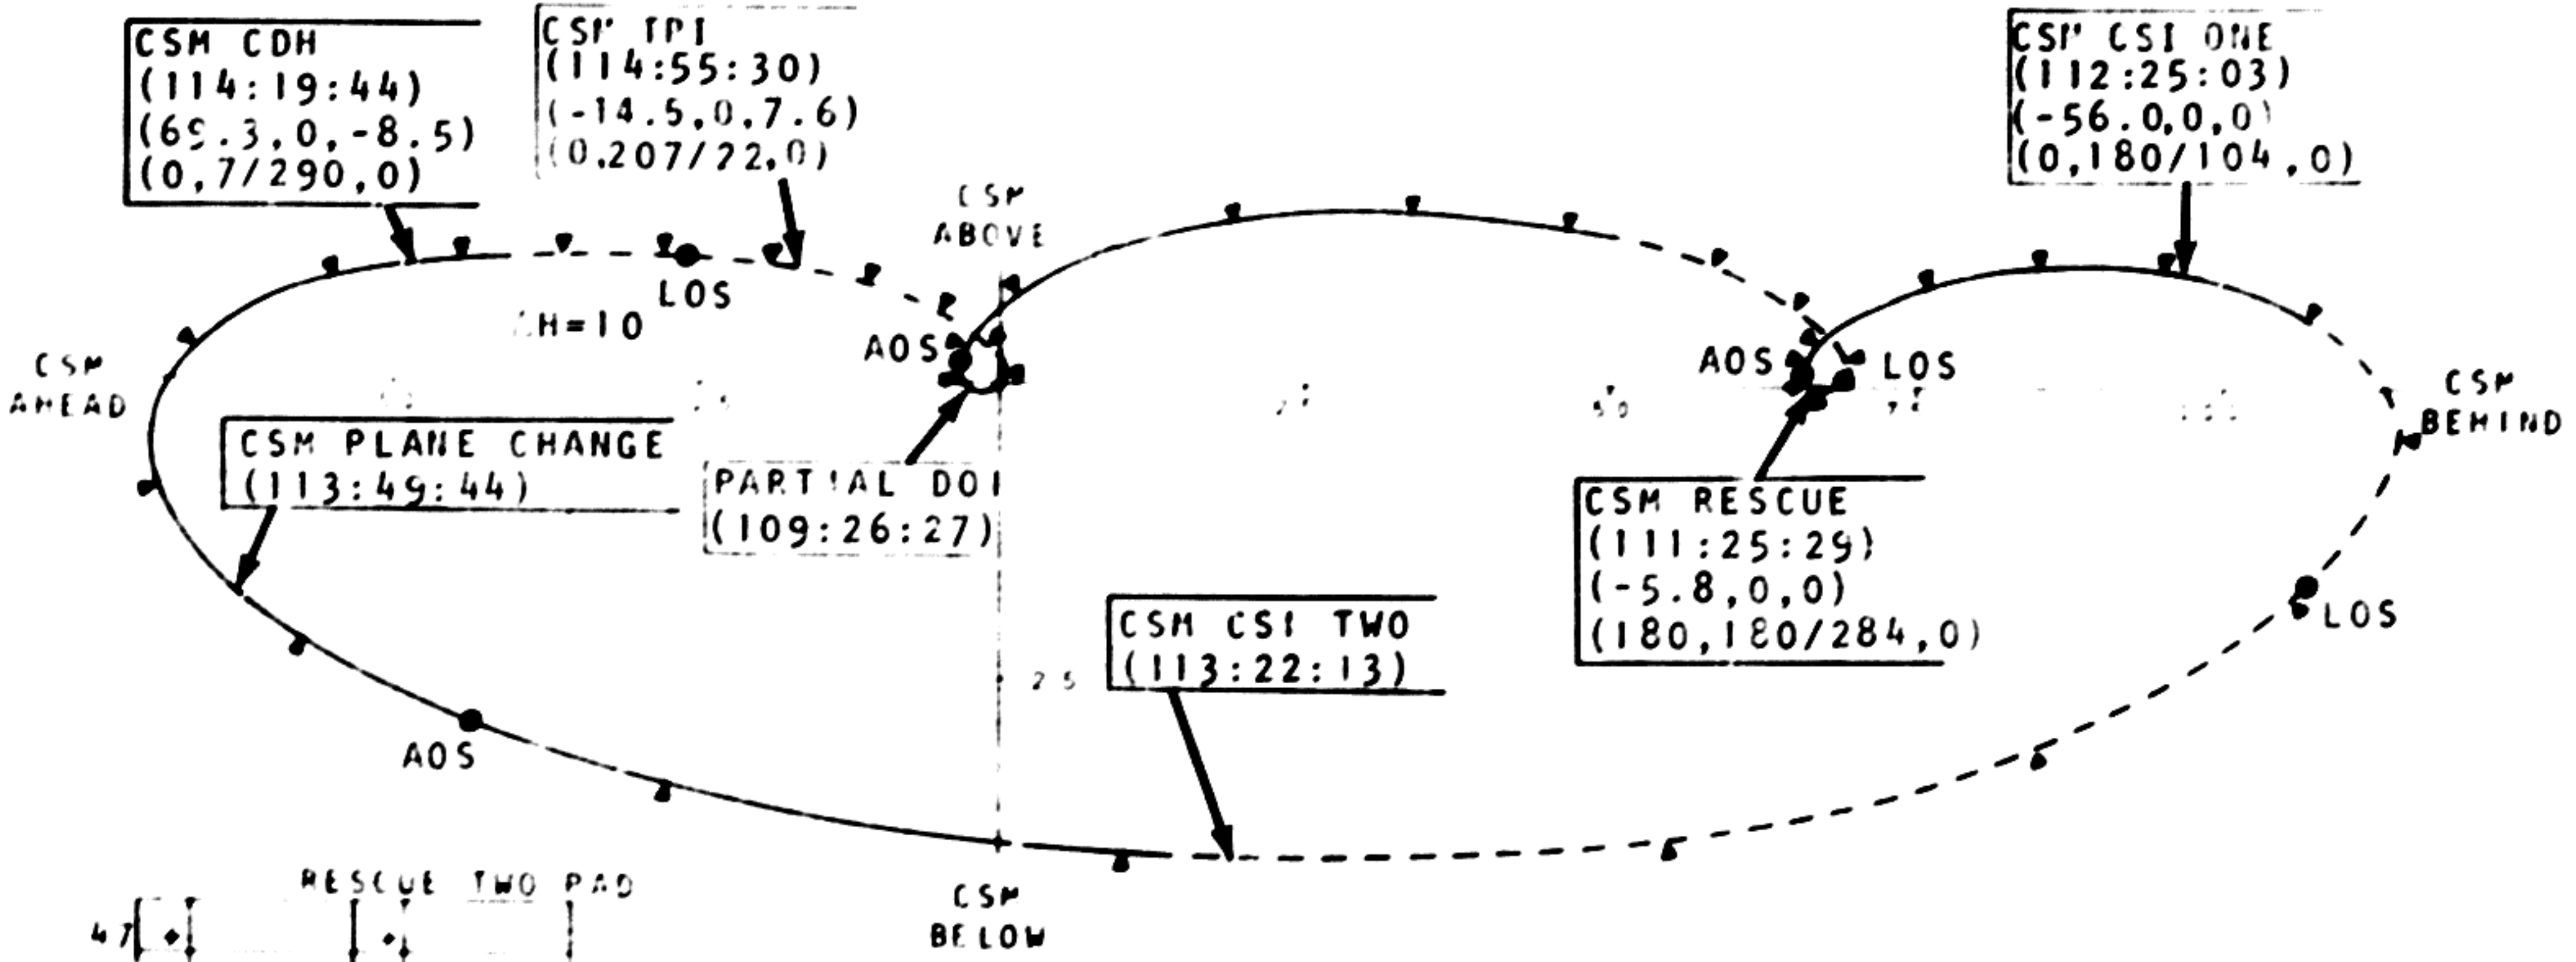 CSM CDH
(114:19:44)
(69.3,0,-8.5)
(0,7/290,0)
CSM TPI
(114:55:30)
(-14.5,0,7.6)
(0,207/22,0)
CSM
ABOVE
CSM CSI ONE
(112:25:03)
(-56.0,0,0)
(0,180/104,0)
LOS
H=10
AOS
AOS
LOS
CSM
AHEAD
CSM
BEHIND
CSM PLANE CHANGE
(113:49:44)
PARTIAL DOI
(109:26:27)
CSM RESCUE
(111:25:29)
(-5.8,0,0)
(180,180/284,0)
CSM CSI TWO
(113:22:13)
25
LOS
AOS
CSM
BELOW
RESCUE TWO PAD
47